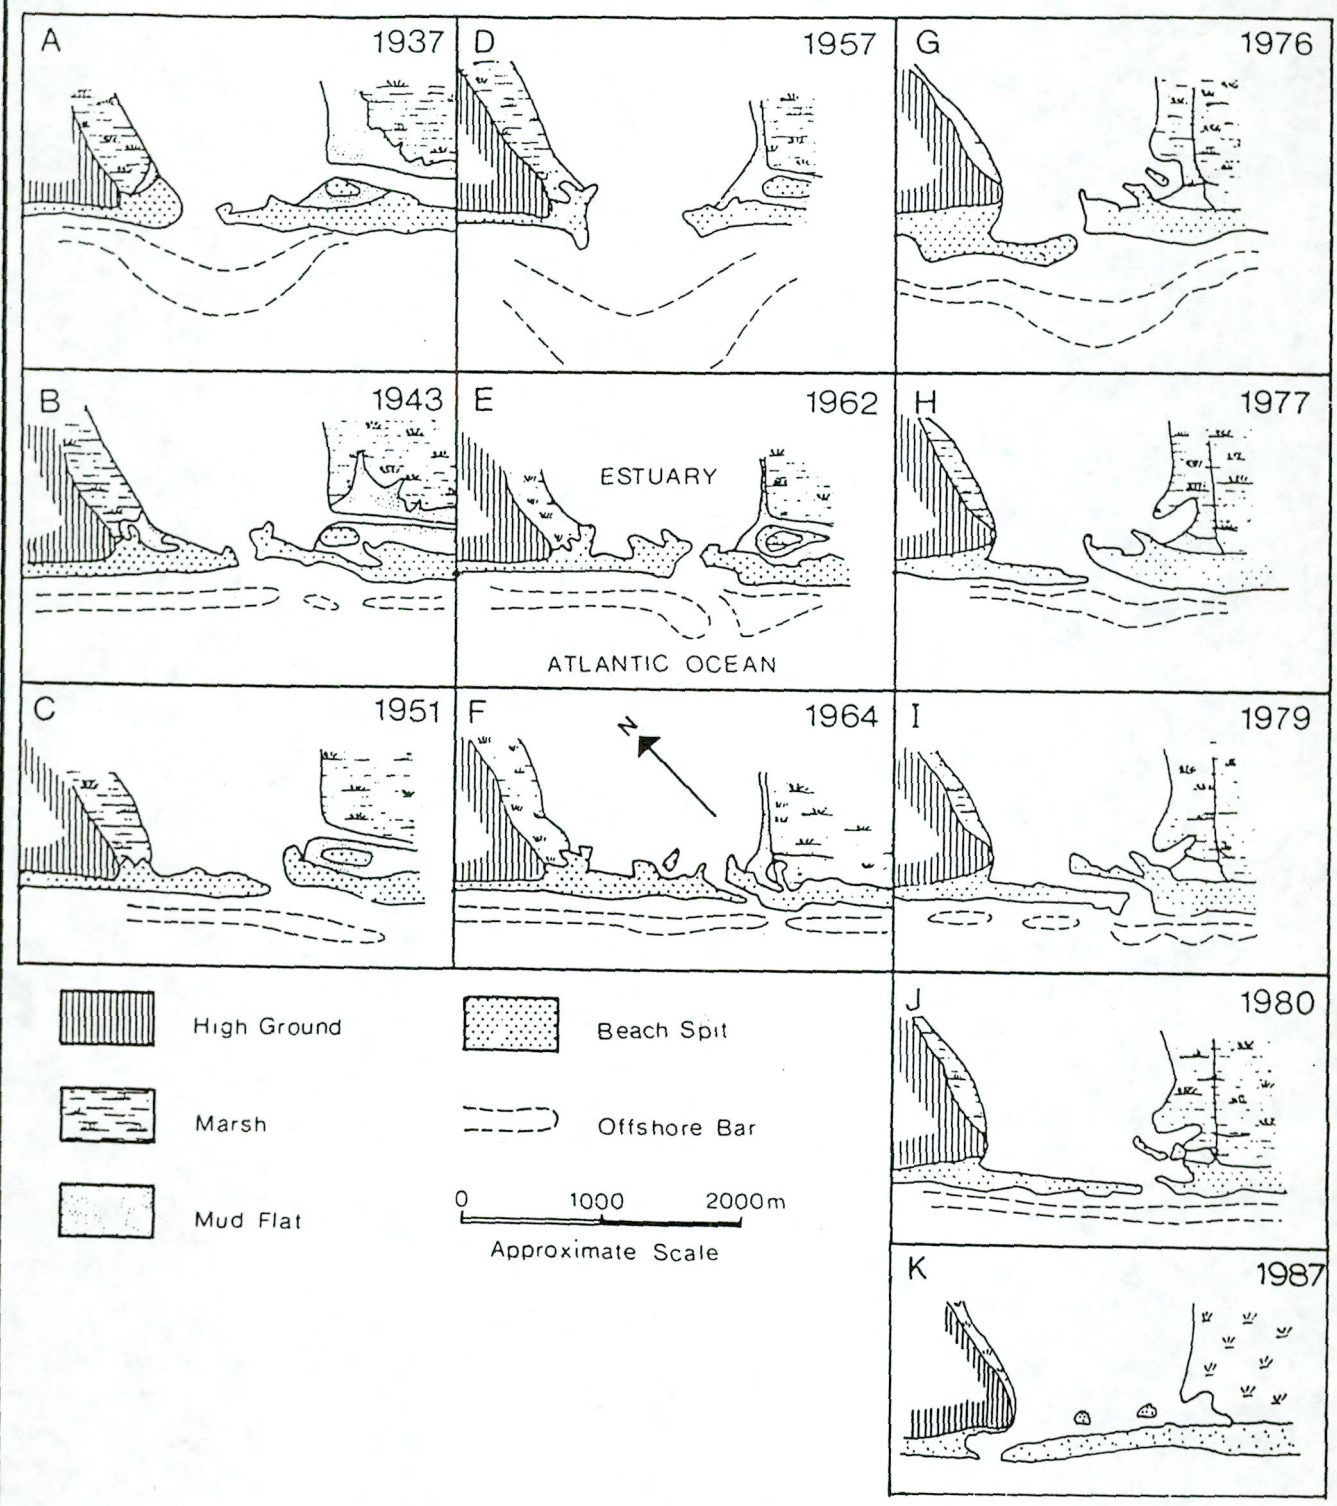 A 1937
D 1957
G 1976
B 1943
E 1962
ESTUARY
ATLANTIC OCEAN
H 1977
C 1951
F 1964
N
I 1979
J 1980
K 1987
High Ground
Marsh
Mud Flat
Beach Spit
Offshore Bar
0 1000 2000m
Approximate Scale